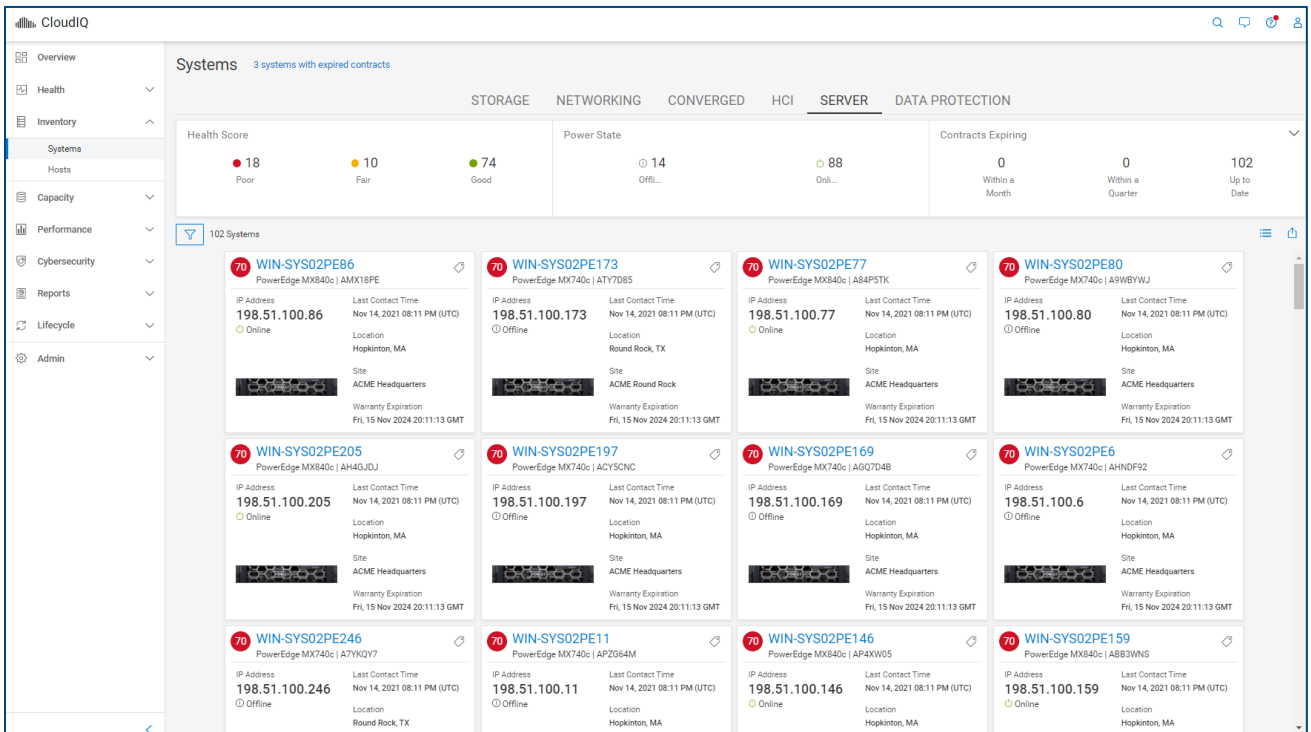 CloudIQ
Overview
Health
Inventory
Systems
Hosts
Capacity
Performance
Cybersecurity
Reports
Lifecycle
Admin
Systems 3 systems with expired contracts
STORAGE NETWORKING CONVERGED HCI SERVER DATA PROTECTION
Health Score Power State Contracts Expiring
18 10 74 14 88 0 0 102
Poor Fair Good Offli... Onli... Within a Within a Up to
Month Quarter Date
102 Systems
70 WIN-SYS02PE86
PowerEdge MX840c | AMX18PE
IP Address Last Contact Time
198.51.100.86 Nov 14, 2021 08:11 PM (UTC)
Online
Location
Hopkinton, MA
Site
ACME Headquarters
Warranty Expiration
Fri, 15 Nov 2024 20:11:13 GMT
70 WIN-SYS02PE173
PowerEdge MX740c | ATY7D85
IP Address Last Contact Time
198.51.100.173 Nov 14, 2021 08:11 PM (UTC)
Offline
Location
Round Rock, TX
Site
ACME Round Rock
Warranty Expiration
Fri, 15 Nov 2024 20:11:13 GMT
70 WIN-SYS02PE77
PowerEdge MX840c | A84P5TK
IP Address Last Contact Time
198.51.100.77 Nov 14, 2021 08:11 PM (UTC)
Online
Location
Hopkinton, MA
Site
ACME Headquarters
Warranty Expiration
Fri, 15 Nov 2024 20:11:13 GMT
70 WIN-SYS02PE80
PowerEdge MX740c | A9WBYWJ
IP Address Last Contact Time
198.51.100.80 Nov 14, 2021 08:11 PM (UTC)
Offline
Location
Hopkinton, MA
Site
ACME Headquarters
Warranty Expiration
Fri, 15 Nov 2024 20:11:13 GMT
70 WIN-SYS02PE205
PowerEdge MX840c | AH4GJDJ
IP Address Last Contact Time
198.51.100.205 Nov 14, 2021 08:11 PM (UTC)
Online
Location
Hopkinton, MA
Site
ACME Headquarters
Warranty Expiration
Fri, 15 Nov 2024 20:11:13 GMT
70 WIN-SYS02PE197
PowerEdge MX740c | ACY5CNC
IP Address Last Contact Time
198.51.100.197 Nov 14, 2021 08:11 PM (UTC)
Offline
Location
Hopkinton, MA
Site
ACME Headquarters
Warranty Expiration
Fri, 15 Nov 2024 20:11:13 GMT
70 WIN-SYS02PE169
PowerEdge MX740c | AGQ7D4B
IP Address Last Contact Time
198.51.100.169 Nov 14, 2021 08:11 PM (UTC)
Offline
Location
Hopkinton, MA
Site
ACME Headquarters
Warranty Expiration
Fri, 15 Nov 2024 20:11:13 GMT
70 WIN-SYS02PE6
PowerEdge MX740c | AHNDF92
IP Address Last Contact Time
198.51.100.6 Nov 14, 2021 08:11 PM (UTC)
Offline
Location
Hopkinton, MA
Site
ACME Headquarters
Warranty Expiration
Fri, 15 Nov 2024 20:11:13 GMT
70 WIN-SYS02PE246
PowerEdge MX740c | A7YKQY7
IP Address Last Contact Time
198.51.100.246 Nov 14, 2021 08:11 PM (UTC)
Offline
Location
Round Rock, TX
70 WIN-SYS02PE11
PowerEdge MX740c | APZG64M
IP Address Last Contact Time
198.51.100.11 Nov 14, 2021 08:11 PM (UTC)
Offline
Location
Hopkinton, MA
70 WIN-SYS02PE146
PowerEdge MX840c | AP4XW05
IP Address Last Contact Time
198.51.100.146 Nov 14, 2021 08:11 PM (UTC)
Online
Location
Hopkinton, MA
70 WIN-SYS02PE159
PowerEdge MX840c | ABB3WNS
IP Address Last Contact Time
198.51.100.159 Nov 14, 2021 08:11 PM (UTC)
Online
Location
Hopkinton, MA